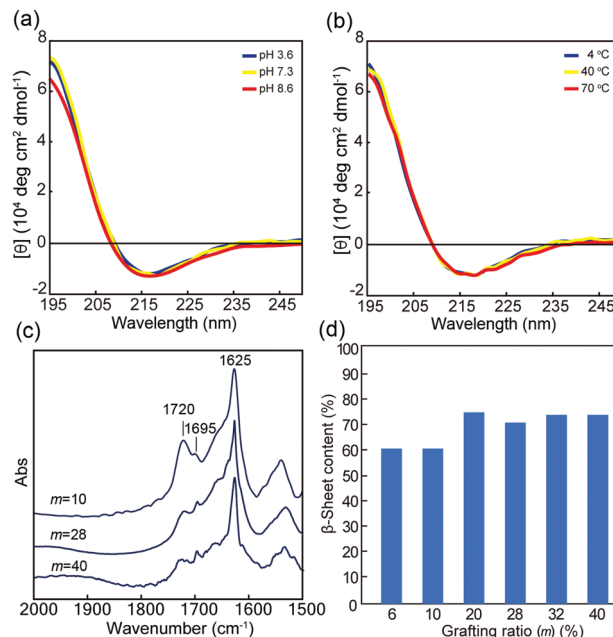 (a)
8
6
4
2
0
-2
[θ] (10⁴ deg cm² dmol⁻¹)
pH 3.6
pH 7.3
pH 8.6
195 205 215 225 235 245
Wavelength (nm)
(b)
8
6
4
2
0
-2
[θ] (10⁴ deg cm² dmol⁻¹)
4 °C
40 °C
70 °C
195 205 215 225 235 245
Wavelength (nm)
(c)
1625
1720
1695
Abs
m=10
m=28
m=40
2000 1900 1800 1700 1600 1500
Wavenumber (cm⁻¹)
(d)
100
90
80
70
60
50
40
30
20
10
0
β-Sheet content (%)
6 10 20 28 32 40
Grafting ratio (m) (%)